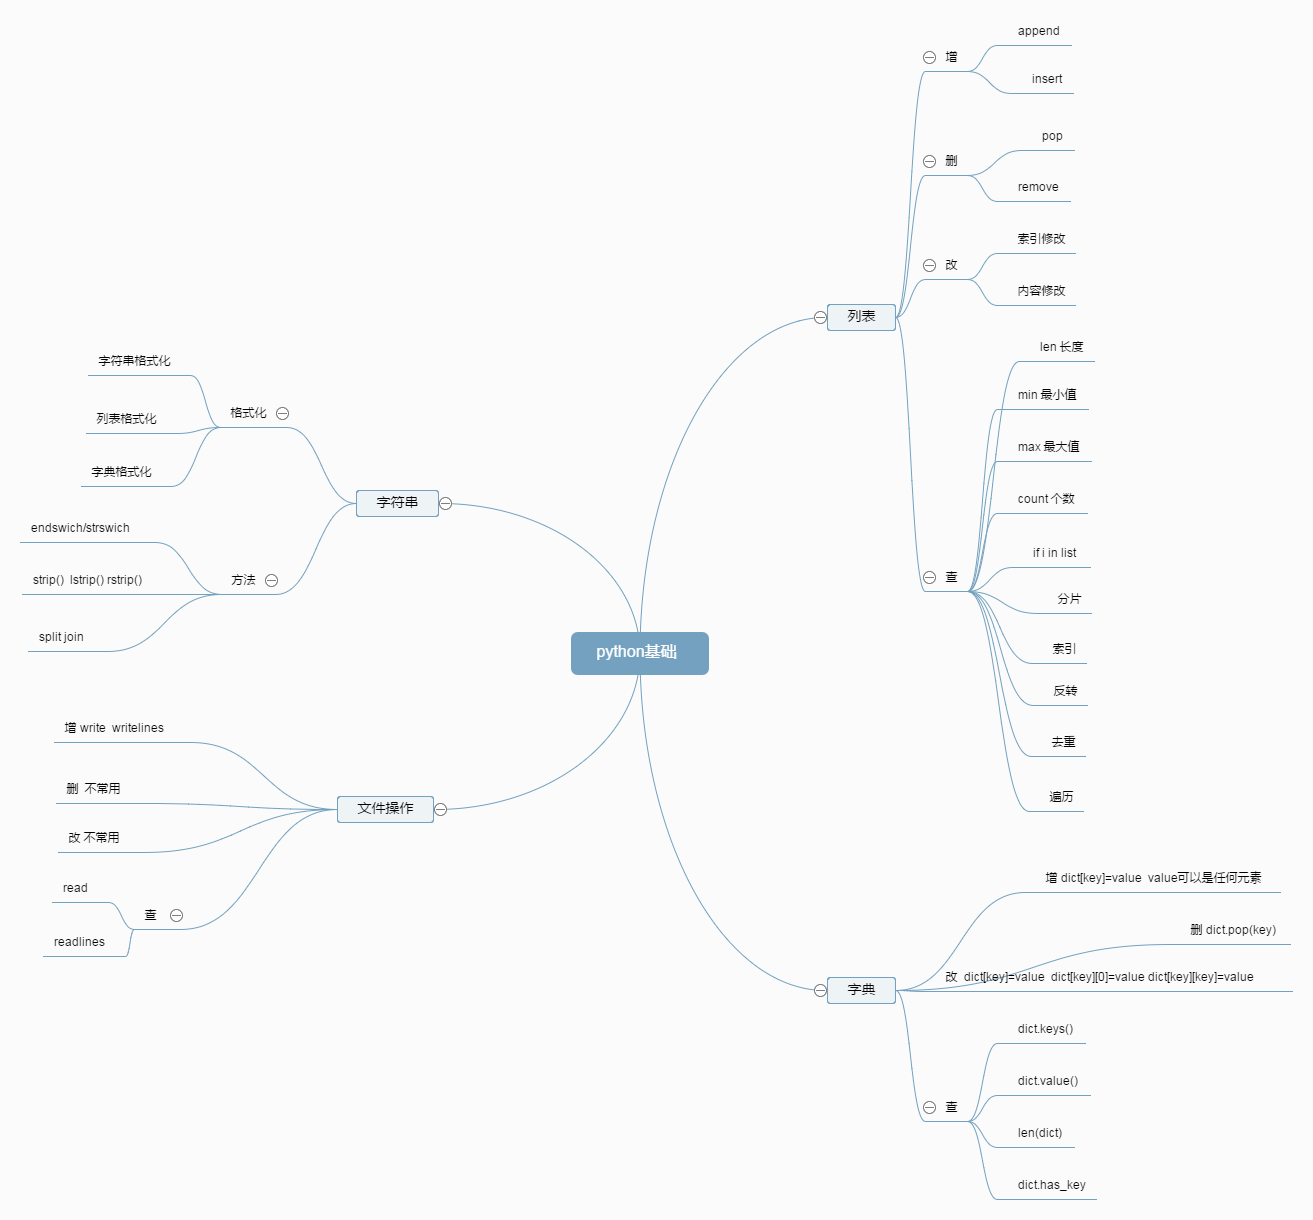 python基础
列表
增
append
insert
删
pop
remove
改
索引修改
内容修改
查
len 长度
min 最小值
max 最大值
count 个数
if i in list
分片
索引
反转
去重
遍历
字典
增 dict[key]=value  value可以是任何元素
删 dict.pop(key)
改  dict[key]=value  dict[key][0]=value dict[key][key]=value
查
dict.keys()
dict.value()
len(dict)
dict.has_key
字符串
格式化
字符串格式化
列表格式化
字典格式化
方法
endswich/strswich
strip()  lstrip() rstrip()
split join
文件操作
增 write  writelines
删  不常用
改 不常用
查
read
readlines